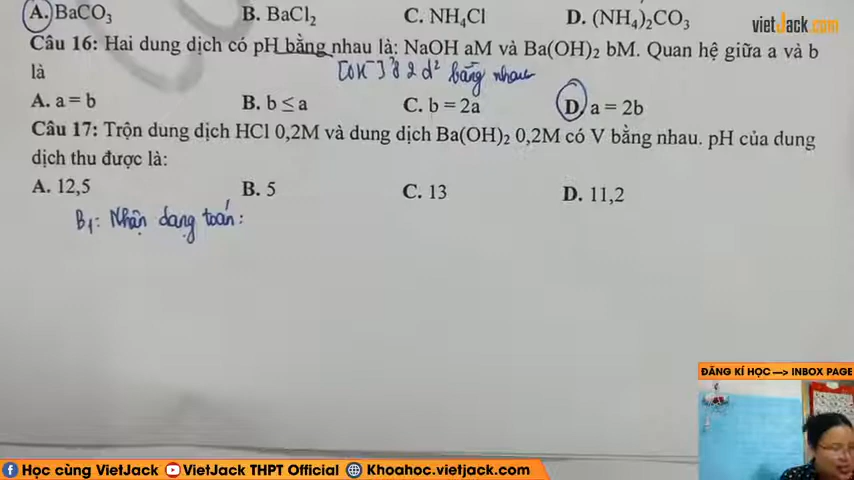 A. BaCO₃ B. BaCl₂ C. NH₄Cl D. (NH₄)₂CO₃
vietJack.com
Câu 16: Hai dung dịch có pH bằng nhau là: NaOH aM và Ba(OH)₂ bM. Quan hệ giữa a và b
là
[OH⁻] ở 2 d² bằng nhau
A. a = b B. b ≤ a C. b = 2a D. a = 2b
Câu 17: Trộn dung dịch HCl 0,2M và dung dịch Ba(OH)₂ 0,2M có V bằng nhau. pH của dung
dịch thu được là:
A. 12,5 B. 5 C. 13 D. 11,2
B₁: Nhận dạng toán:
ĐĂNG KÍ HỌC —> INBOX PAGE
Học cùng VietJack VietJack THPT Official Khoahoc.vietjack.com